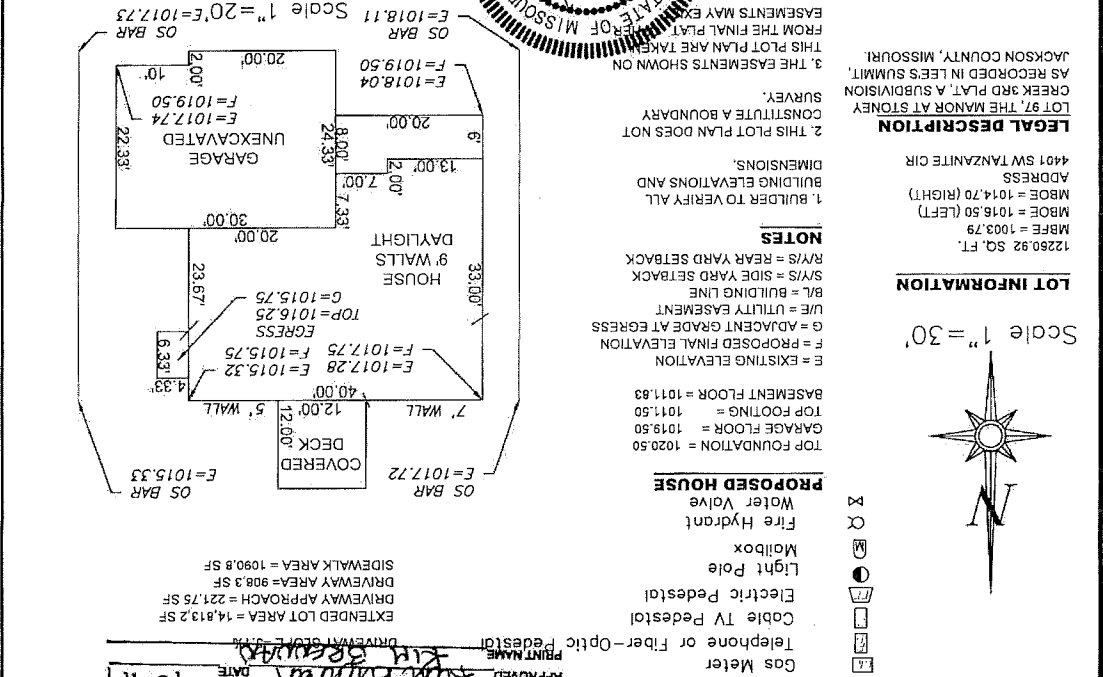 APPROVED
DATE
PRINT NAME
Gas Meter
Telephone or Fiber-Optic Pedestal
Cable TV Pedestal
Electric Pedestal
Light Pole
Mailbox
Fire Hydrant
Water Valve
N
Scale 1"=30'
LOT INFORMATION
12260.92 SQ. FT.
MBFE = 1003.79
MBOE = 1016.50 (LEFT)
MBOE = 1014.70 (RIGHT)
ADDRESS
4401 SW TANZANITE CIR
LEGAL DESCRIPTION
LOT 97, THE MANOR AT STONEY
CREEK 3RD PLAT, A SUBDIVISION
AS RECORDED IN LEE'S SUMMIT,
JACKSON COUNTY, MISSOURI.
PROPOSED HOUSE
TOP FOUNDATION = 1020.50
GARAGE FLOOR = 1019.50
TOP FOOTING = 1011.50
BASEMENT FLOOR = 1011.83
E = EXISTING ELEVATION
F = PROPOSED FINAL ELEVATION
G = ADJACENT GRADE AT EGRESS
U/E = UTILITY EASEMENT
B/L = BUILDING LINE
S/Y/S = SIDE YARD SETBACK
R/Y/S = REAR YARD SETBACK
NOTES
1. BUILDER TO VERIFY ALL
BUILDING ELEVATIONS AND
DIMENSIONS.
2. THIS PLOT PLAN DOES NOT
CONSTITUTE A BOUNDARY
SURVEY.
3. THE EASEMENTS SHOWN ON
THIS PLOT PLAN ARE TAKEN
FROM THE FINAL PLAT.
EASEMENTS MAY
STATE OF MISSOU
DRIVEWAY SLOPE
EXTENDED LOT AREA = 14,813.2 SF
DRIVEWAY APPROACH = 221.75 SF
DRIVEWAY AREA= 908.3 SF
SIDEWALK AREA = 1090.8 SF
OS BAR
E=1017.72
OS BAR
E=1015.33
COVERED
DECK
12.00'
7' WALL
12.00'
5' WALL
40.00'
4.33'
6.33'
E=1017.28
F=1017.75
E=1015.32
F=1015.75
EGRESS
TOP=1016.25
G=1015.75
33.00'
23.67'
HOUSE
9' WALLS
DAYLIGHT
20.00'
30.00'
7.33'
7.00'
2.00'
13.00'
6'
20.00'
8.00'
24.33'
GARAGE
UNEXCAVATED
22.33'
E=1017.74
F=1019.50
10'
2.00'
20.00'
E=1018.04
F=1019.50
OS BAR
E=1018.11
OS BAR
E=1017.73
Scale 1"=20'